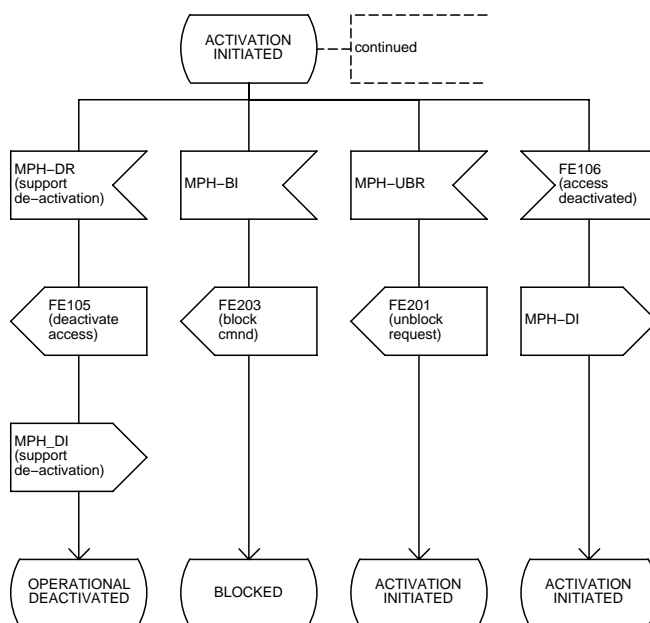 ACTIVATION
INITIATED
continued
MPH−DR
(support
de−activation)
MPH−BI
MPH−UBR
FE106
(access
deactivated)
FE105
(deactivate
access)
FE203
(block
cmnd)
FE201
(unblock
request)
MPH−DI
MPH_DI
(support
de−activation)
OPERATIONAL
DEACTIVATED
BLOCKED
ACTIVATION
INITIATED
ACTIVATION
INITIATED